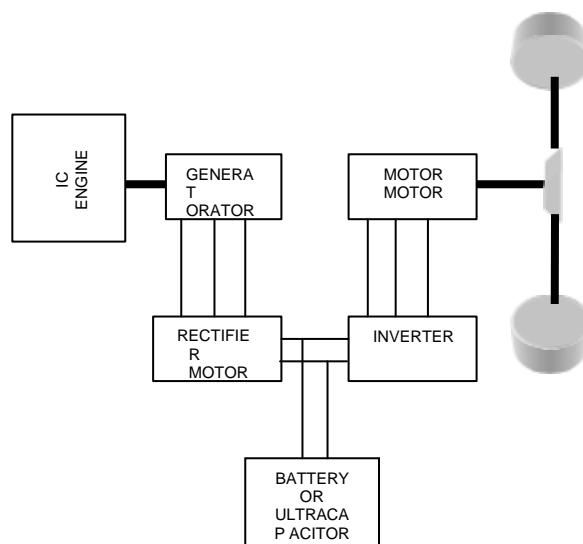 IC
ENGINE
GENERA
T
ORATOR
MOTOR
MOTOR
RECTIFIE
R
MOTOR
INVERTER
BATTERY
OR
ULTRACA
P ACITOR